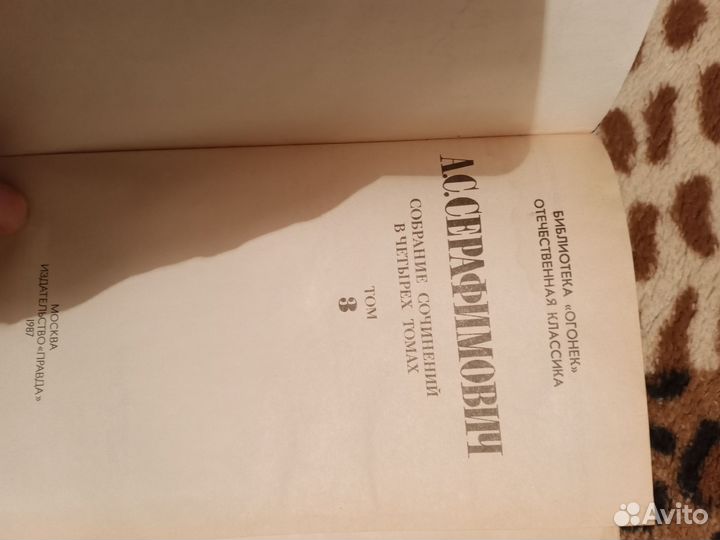 БИБЛИОТЕКА «ОГОНЕК»
ОТЕЧЕСТВЕННАЯ КЛАССИКА
А.С.СЕРАФИМОВИЧ
СОБРАНИЕ СОЧИНЕНИЙ
В ЧЕТЫРЕХ ТОМАХ
ТОМ
3
МОСКВА
ИЗДАТЕЛЬСТВО «ПРАВДА»
1987
Avito